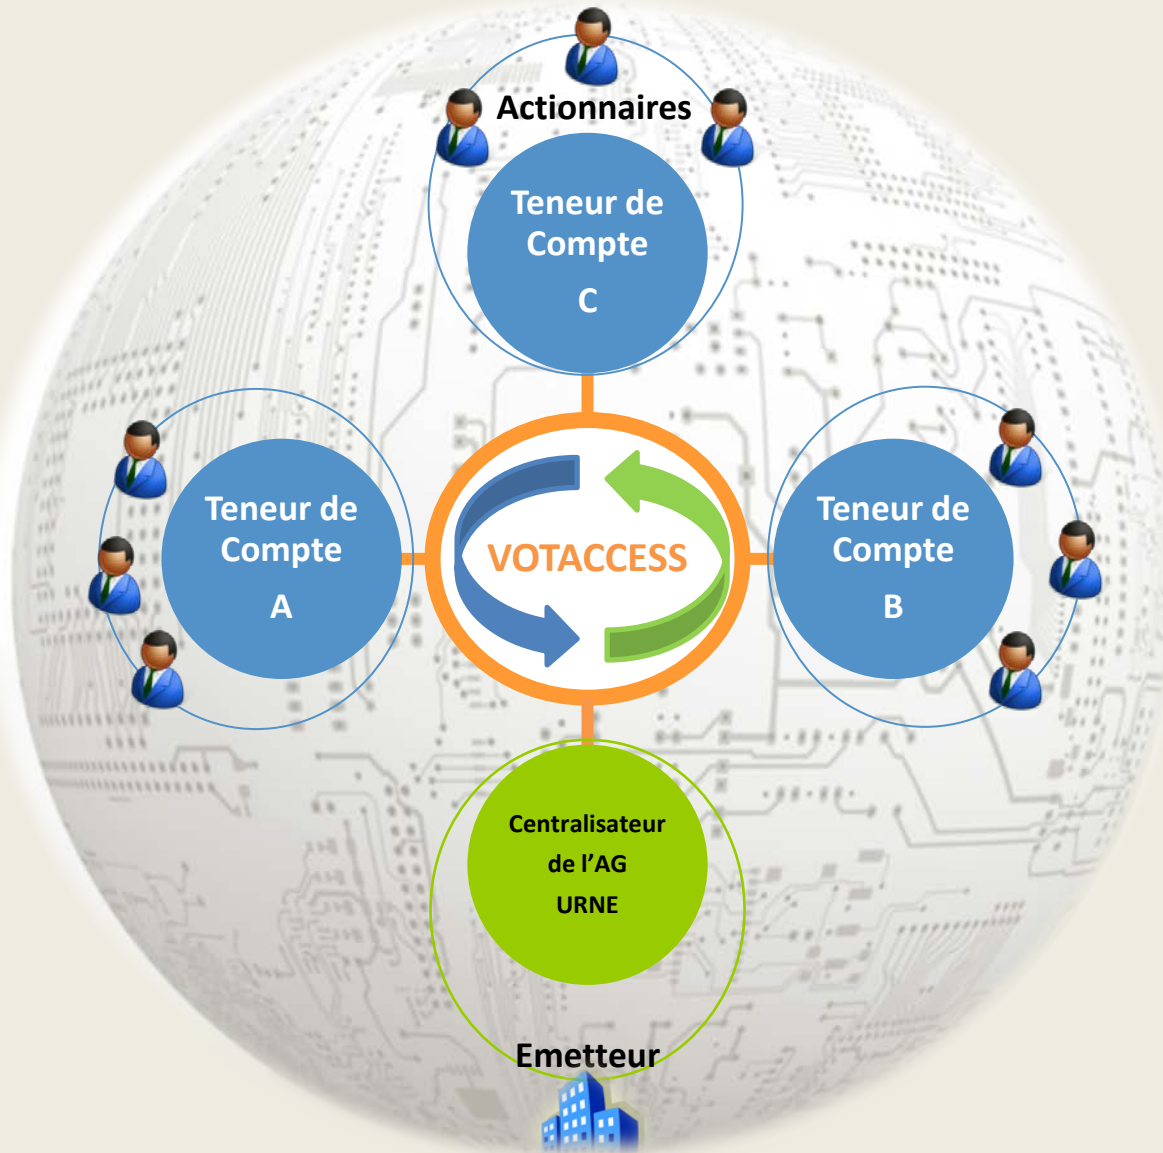 Actionnaires
Teneur de
Compte
C
Teneur de
Compte
A
VOTACCESS
Teneur de
Compte
B
Centralisateur
de l’AG
URNE
Emetteur